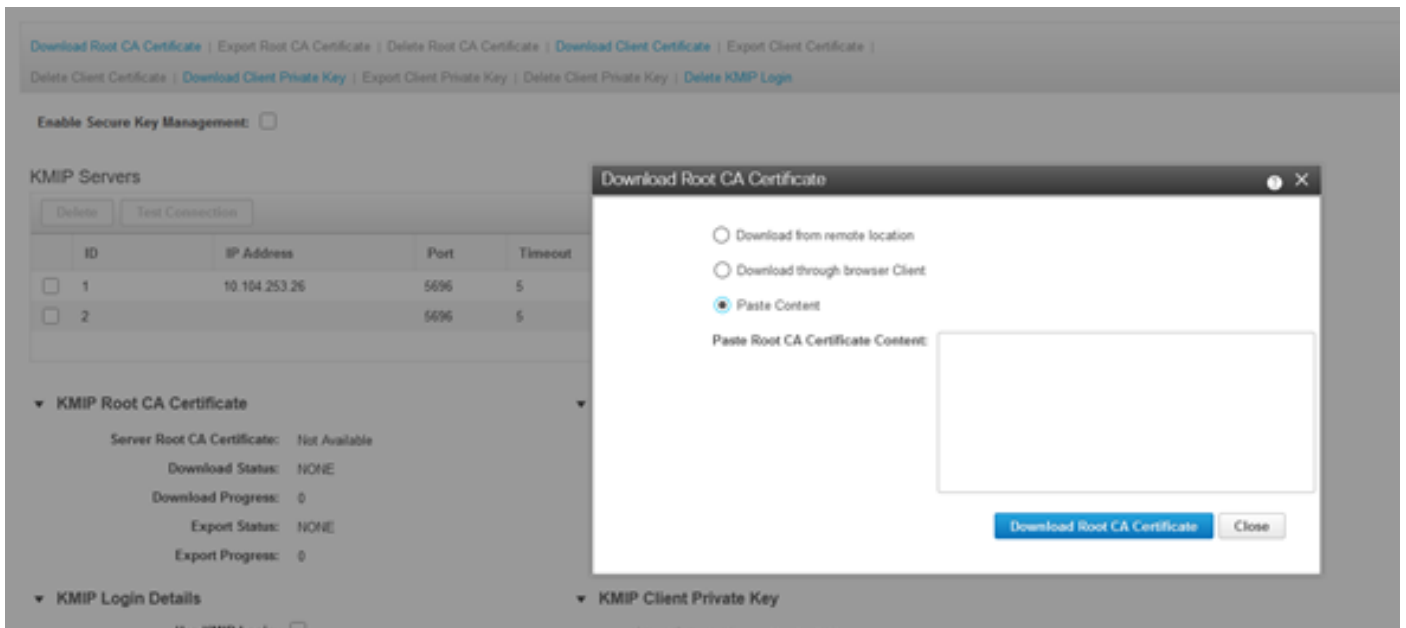 Download Root CA Certificate | Export Root CA Certificate | Delete Root CA Certificate | Download Client Certificate | Export Client Certificate |
Delete Client Certificate | Download Client Private Key | Export Client Private Key | Delete Client Private Key | Delete KMIP Login
Enable Secure Key Management:
KMIP Servers
Delete Test Connection
ID IP Address Port Timeout
1 10.104.253.26 5696 5
2 5696 5
Download Root CA Certificate
Download from remote location
Download through browser Client
Paste Content
Paste Root CA Certificate Content:
Download Root CA Certificate Close
KMIP Root CA Certificate
Server Root CA Certificate: Not Available
Download Status: NONE
Download Progress: 0
Export Status: NONE
Export Progress: 0
KMIP Login Details
KMIP Client Private Key